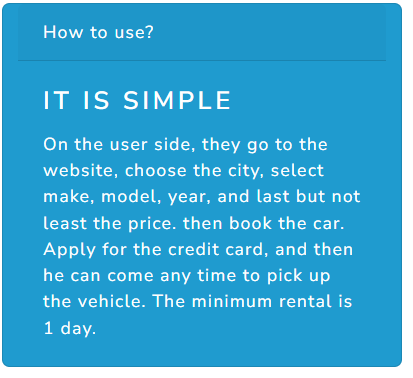 How to use?
IT IS SIMPLE
On the user side, they go to the
website, choose the city, select
make, model, year, and last but not
least the price. then book the car.
Apply for the credit card, and then
he can come any time to pick up
the vehicle. The minimum rental is
1 day.